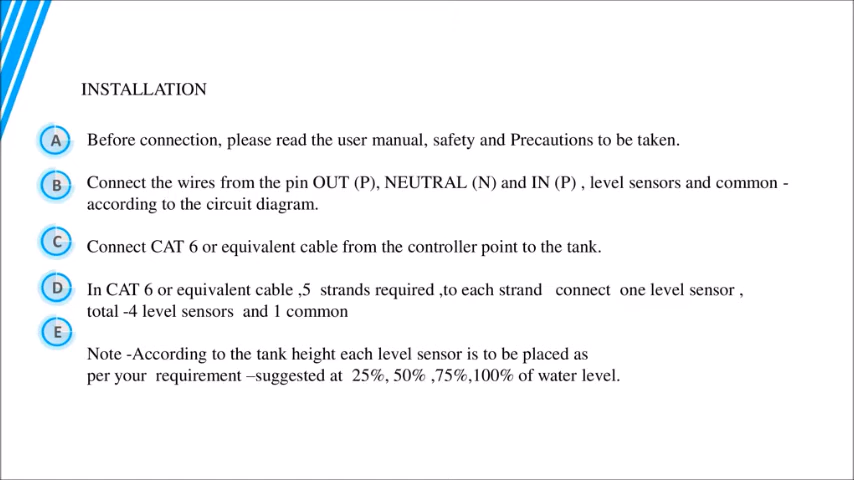 INSTALLATION
A Before connection, please read the user manual, safety and Precautions to be taken.
B Connect the wires from the pin OUT (P), NEUTRAL (N) and IN (P) , level sensors and common -
according to the circuit diagram.
C Connect CAT 6 or equivalent cable from the controller point to the tank.
D In CAT 6 or equivalent cable ,5 strands required ,to each strand connect one level sensor ,
total -4 level sensors and 1 common
E
Note -According to the tank height each level sensor is to be placed as
per your requirement –suggested at 25%, 50% ,75%,100% of water level.